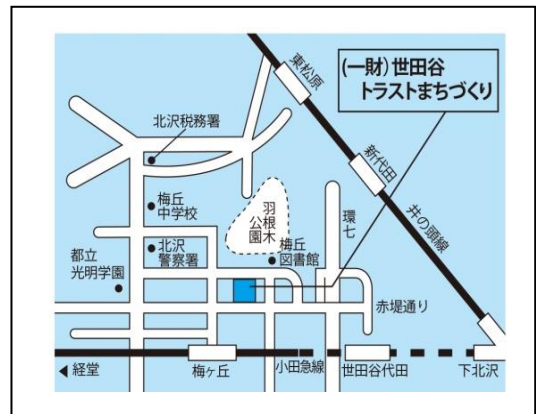 (一財)世田谷
トラストまちづくり
東松原
新代田
井の頭線
北沢税務署
梅丘
中学校
羽根木
公園
環七
梅丘
図書館
北沢
警察署
都立
光明学園
赤堤通り
◀ 経堂
梅ヶ丘
小田急線
世田谷代田
下北沢